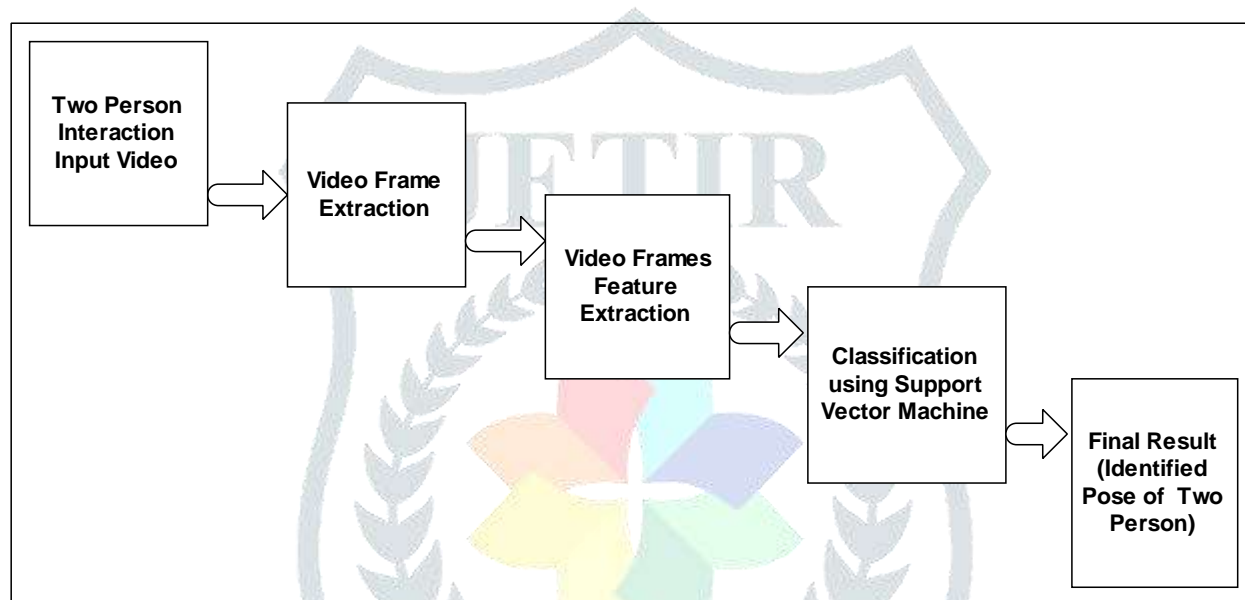 Two Person
Interaction
Input Video
Video Frame
Extraction
JETIR
Video Frames
Feature
Extraction
Classification
using Support
Vector Machine
Final Result
(Identified
Pose of Two
Person)